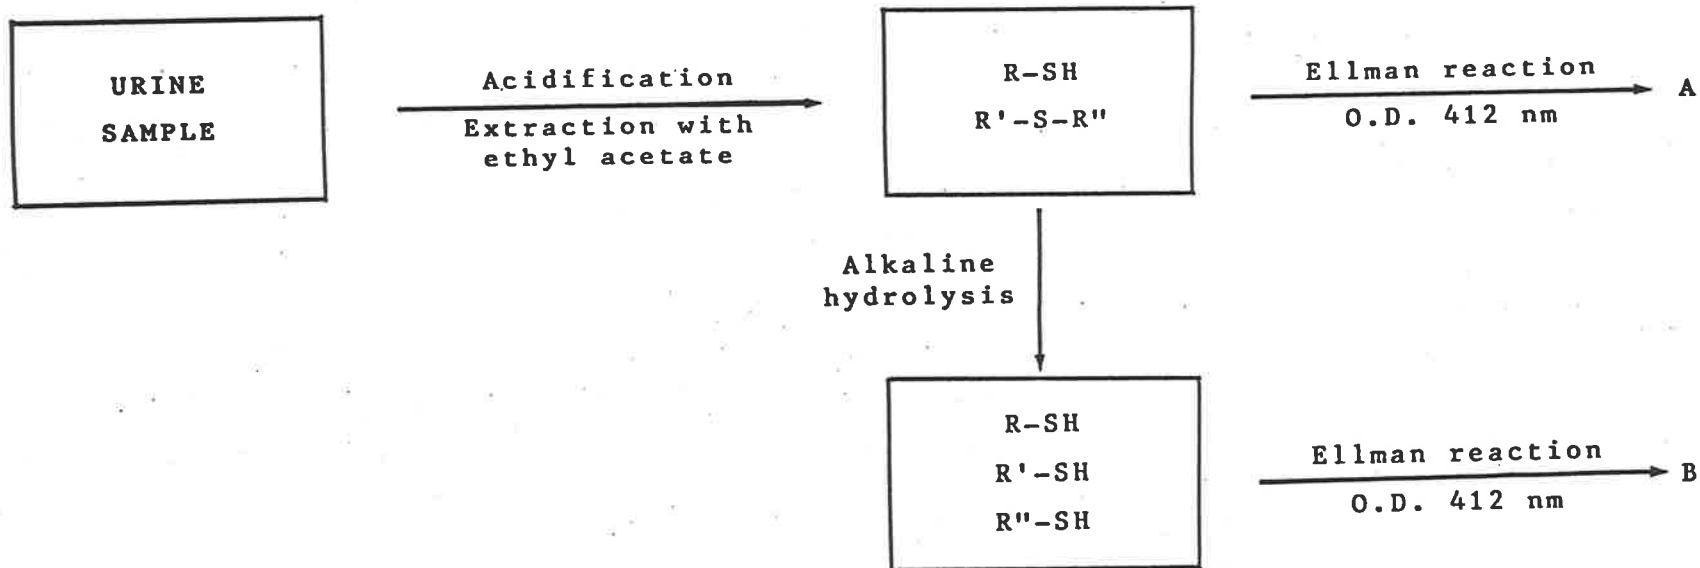 URINE
SAMPLE
Acidification
Extraction with
ethyl acetate
R-SH
R'-S-R"
Ellman reaction
O.D. 412 nm
A
Alkaline
hydrolysis
R-SH
R'-SH
R"-SH
Ellman reaction
O.D. 412 nm
B